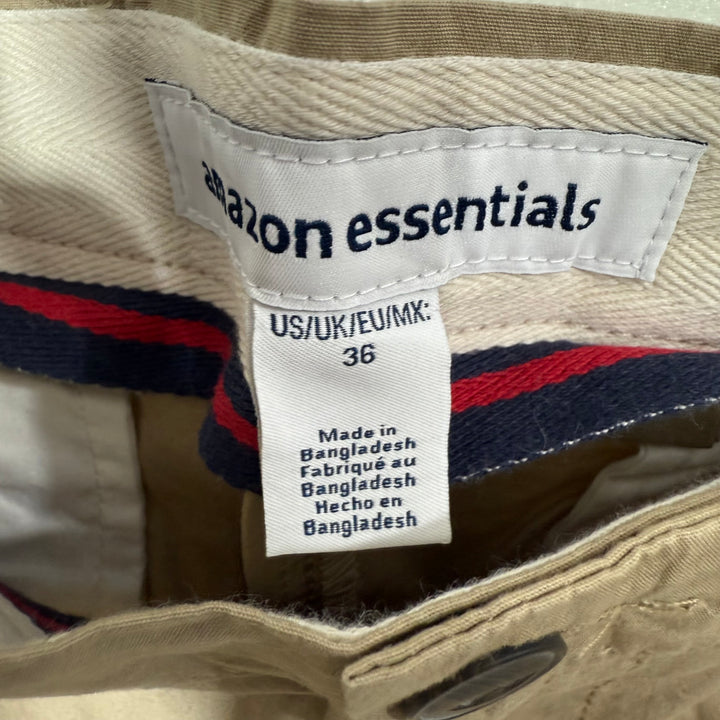 amazon essentials
US/UK/EU/MX:
36
Made in
Bangladesh
Fabriqué au
Bangladesh
Hecho en
Bangladesh